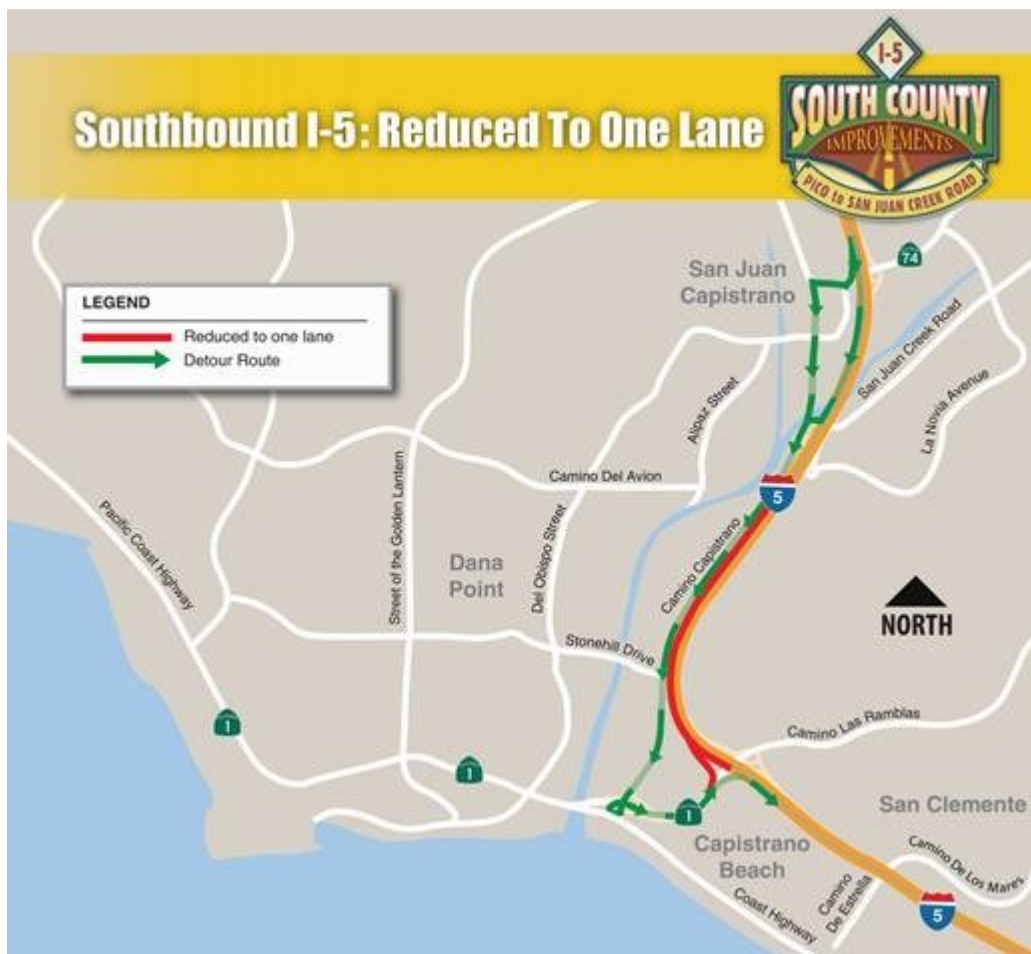 I-5
SOUTH COUNTY
IMPROVEMENTS
PICO to SAN JUAN CREEK ROAD
Southbound I-5: Reduced To One Lane
LEGEND
Reduced to one lane
Detour Route
San Juan
Capistrano
74
San Juan Creek Road
La Novia Avenue
Alipaz Street
Camino Del Avion
5
Pacific Coast Highway
Street of the Golden Lantern
Del Obispo Street
Camino Capistrano
Dana
Point
NORTH
Stonehill Drive
Camino Las Ramblas
1
1
1
San Clemente
Capistrano
Beach
Camino De Los Mares
Camino
De Estrella
Coast Highway
5